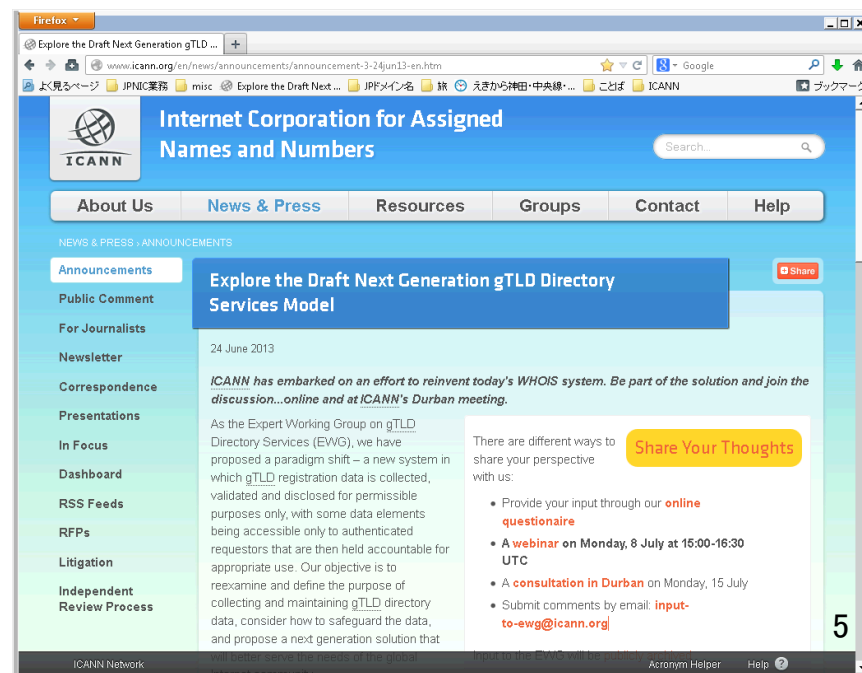 Firefox
Explore the Draft Next Generation gTLD ...
www.icann.org/en/news/announcements/announcement-3-24jun13-en.htm
Google
よく見るページ JPNIC業務 misc Explore the Draft Next ... JPドメイン名 旅 えきから神田・中央線・... ことば ICANN ブックマーク
ICANN
Internet Corporation for Assigned
Names and Numbers
Search...
About Us News & Press Resources Groups Contact Help
NEWS & PRESS › ANNOUNCEMENTS
Announcements
Public Comment
For Journalists
Newsletter
Correspondence
Presentations
In Focus
Dashboard
RSS Feeds
RFPs
Litigation
Independent
Review Process
Share
Explore the Draft Next Generation gTLD Directory
Services Model
24 June 2013
ICANN has embarked on an effort to reinvent today's WHOIS system. Be part of the solution and join the
discussion...online and at ICANN's Durban meeting.
As the Expert Working Group on gTLD
Directory Services (EWG), we have
proposed a paradigm shift – a new system in
which gTLD registration data is collected,
validated and disclosed for permissible
purposes only, with some data elements
being accessible only to authenticated
requestors that are then held accountable for
appropriate use. Our objective is to
reexamine and define the purpose of
collecting and maintaining gTLD directory
data, consider how to safeguard the data,
and propose a next generation solution that
will better serve the needs of the global
There are different ways to
share your perspective
with us:
Share Your Thoughts
• Provide your input through our online
questionaire
• A webinar on Monday, 8 July at 15:00-16:30
UTC
• A consultation in Durban on Monday, 15 July
• Submit comments by email: input-
to-ewg@icann.org
Input to the EWG will be publicly archived
5
ICANN Network
Acronym Helper Help